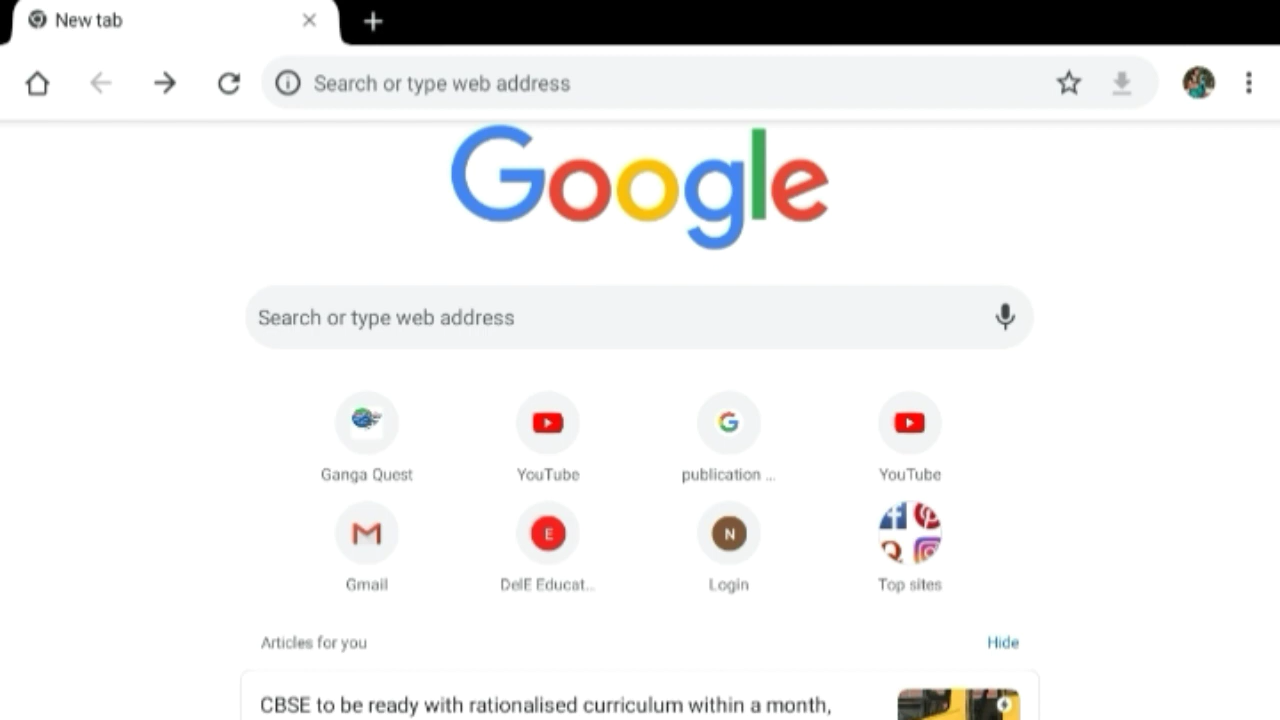 New tab
Search or type web address
Google
Search or type web address
Ganga Quest YouTube publication ... YouTube
E N
Gmail DelE Educat... Login Top sites
Articles for you Hide
CBSE to be ready with rationalised curriculum within a month,